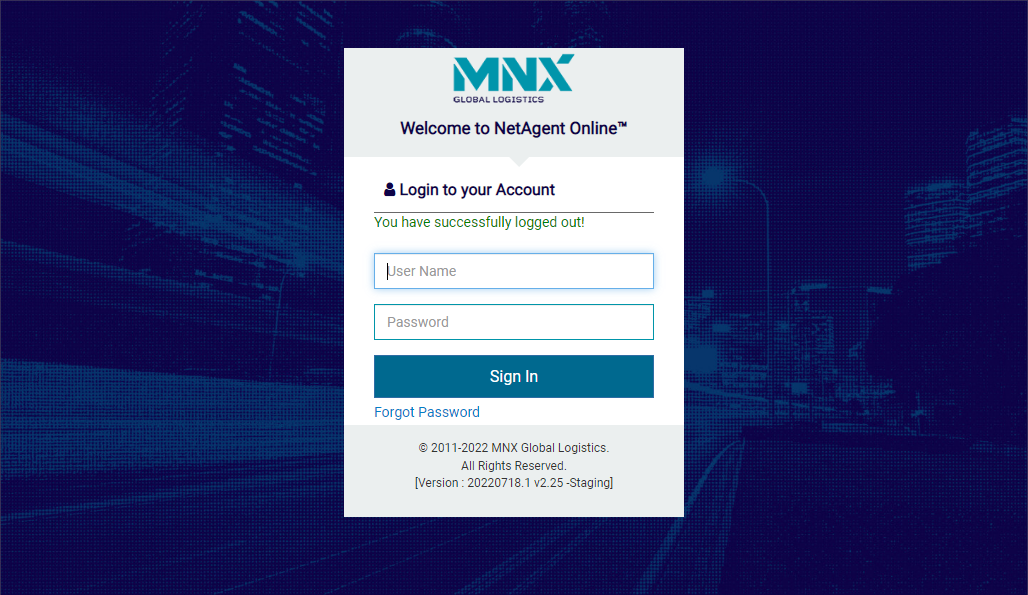 MNX
GLOBAL LOGISTICS
Welcome to NetAgent Online™
Login to your Account
You have successfully logged out!
User Name
Password
Sign In
Forgot Password
© 2011-2022 MNX Global Logistics.
All Rights Reserved.
[Version : 20220718.1 v2.25 -Staging]